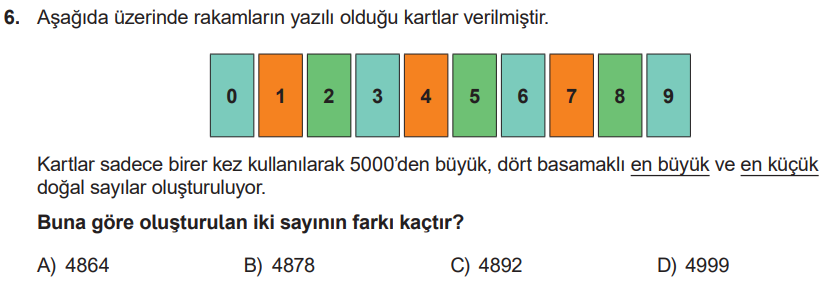 6. Aşağıda üzerinde rakamların yazılı olduğu kartlar verilmiştir.
0 1 2 3 4 5 6 7 8 9
Kartlar sadece birer kez kullanılarak 5000’den büyük, dört basamaklı en büyük ve en küçük
doğal sayılar oluşturuluyor.
Buna göre oluşturulan iki sayının farkı kaçtır?
A) 4864 B) 4878 C) 4892 D) 4999